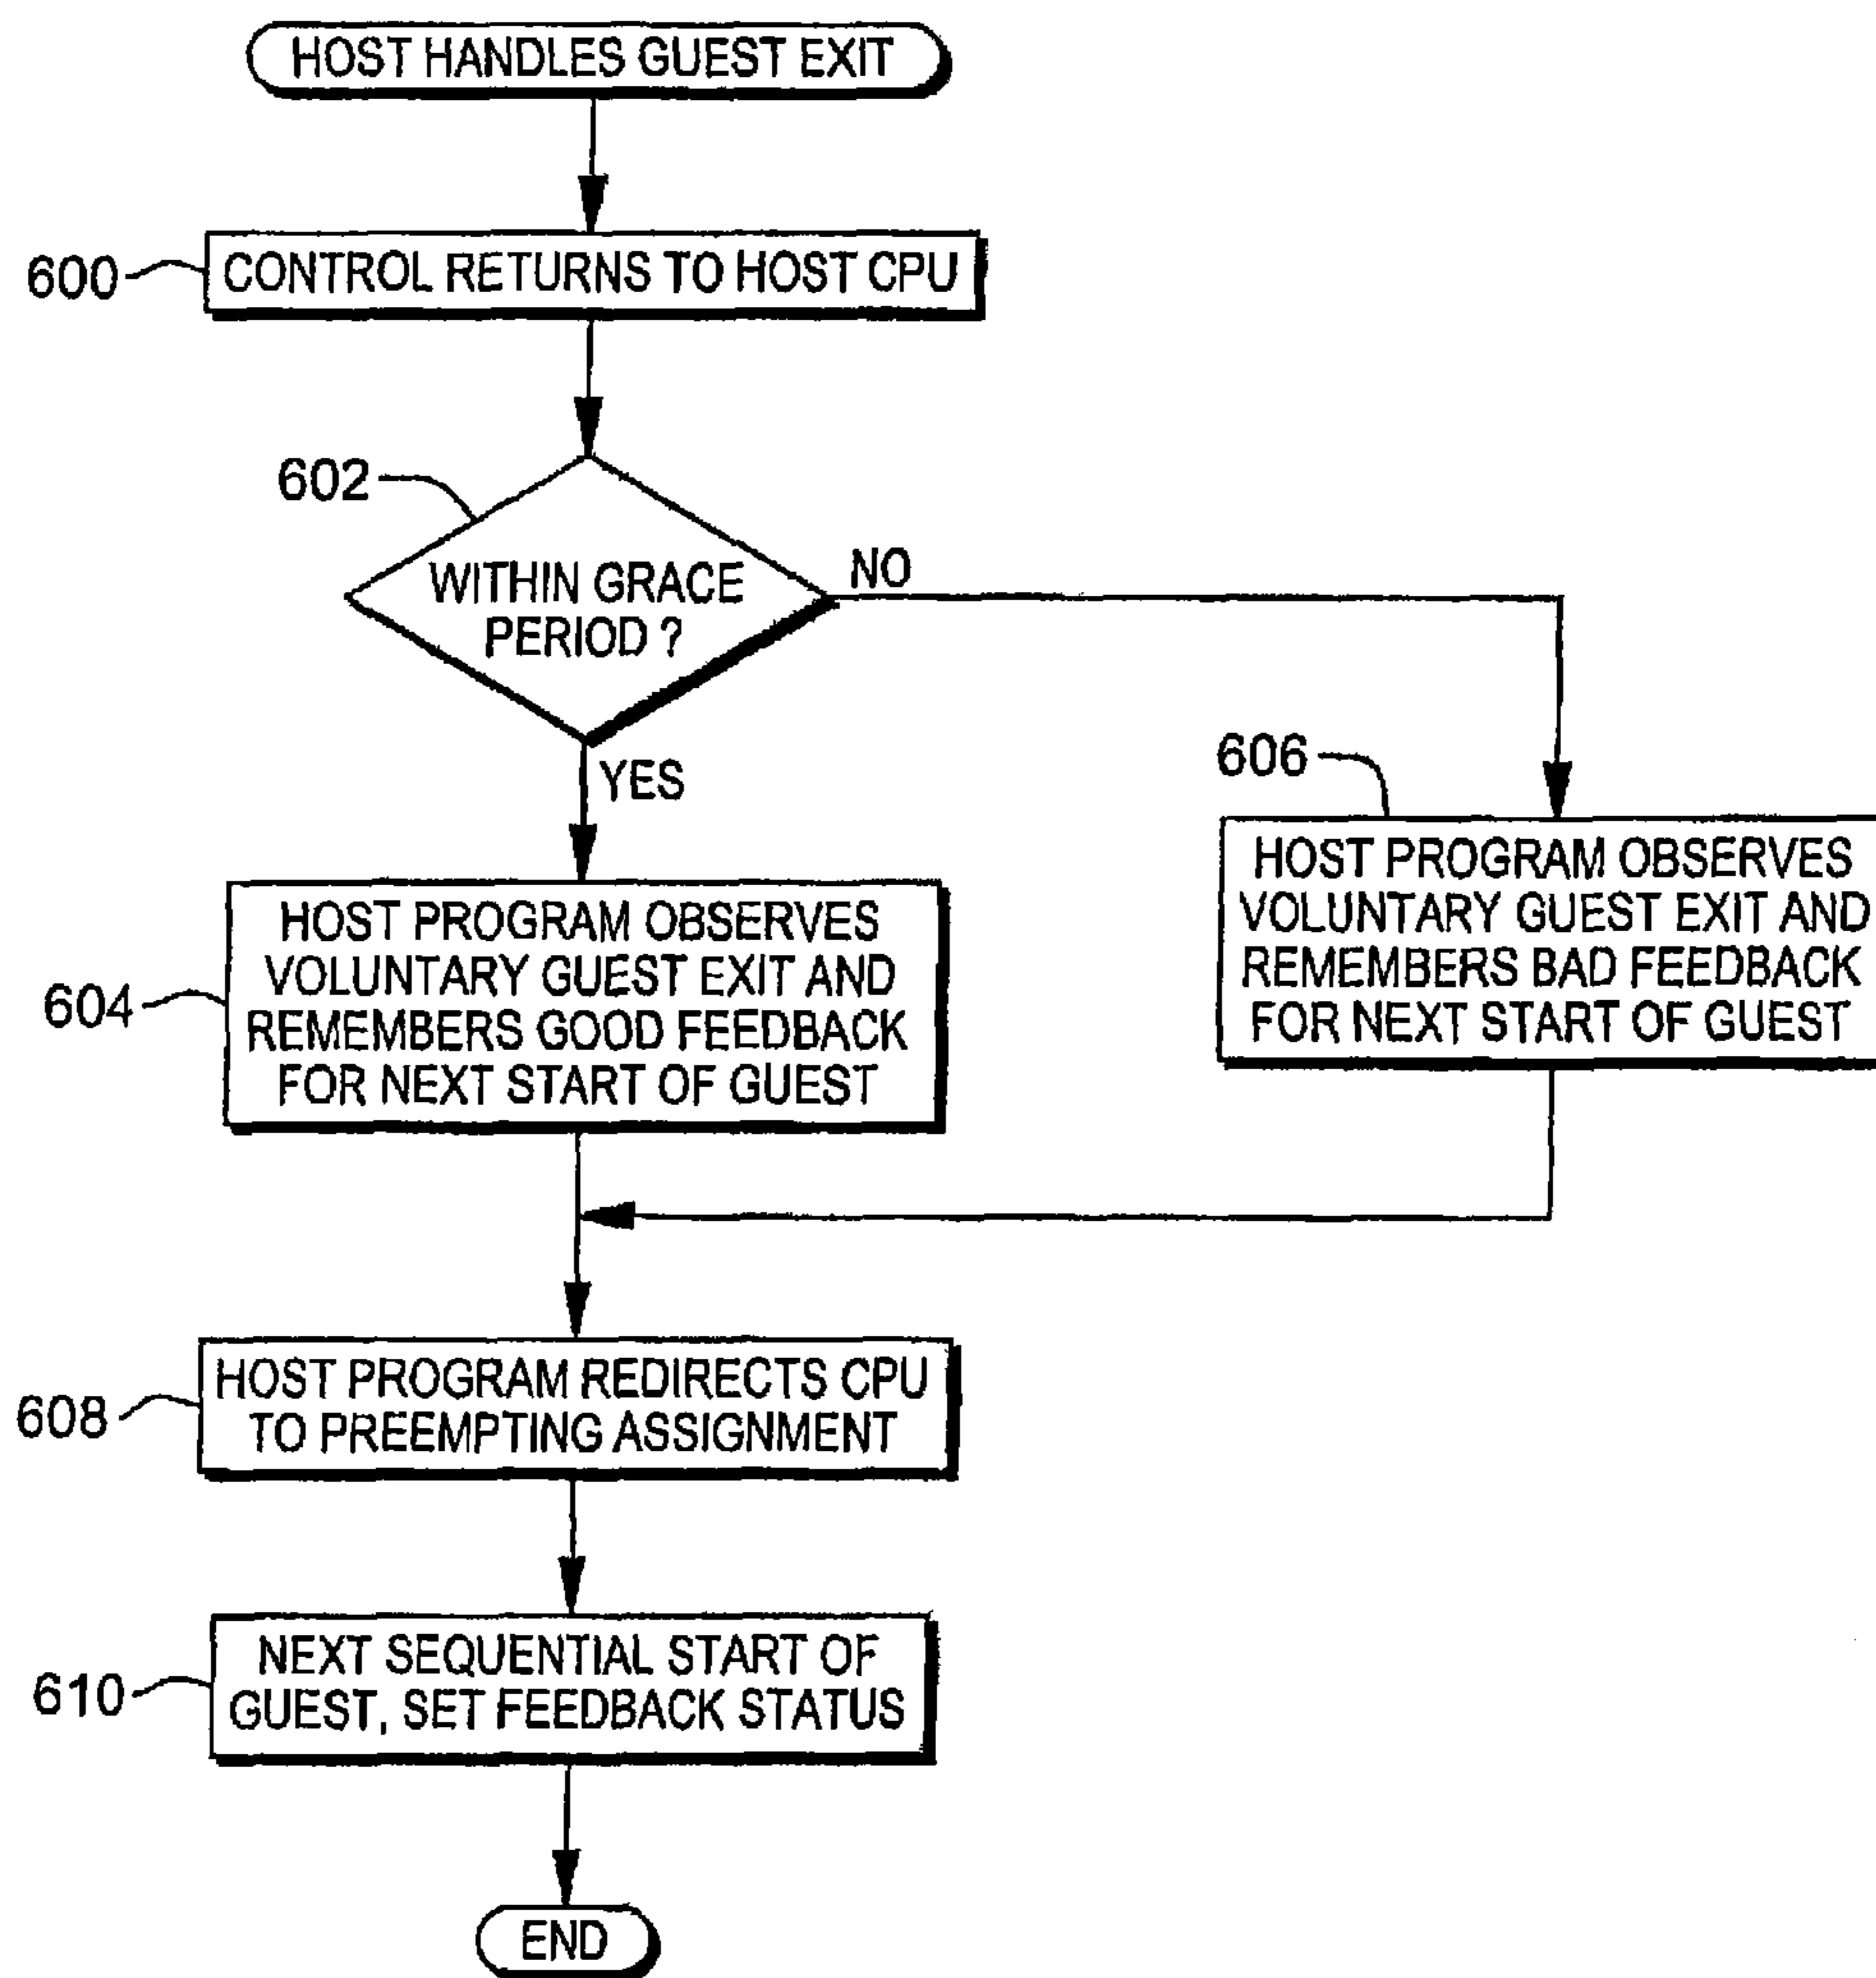 HOST HANDLES GUEST EXIT
600
CONTROL RETURNS TO HOST CPU
602
WITHIN GRACE
PERIOD ?
NO
YES
606
HOST PROGRAM OBSERVES
VOLUNTARY GUEST EXIT AND
REMEMBERS BAD FEEDBACK
FOR NEXT START OF GUEST
604
HOST PROGRAM OBSERVES
VOLUNTARY GUEST EXIT AND
REMEMBERS GOOD FEEDBACK
FOR NEXT START OF GUEST
608
HOST PROGRAM REDIRECTS CPU
TO PREEMPTING ASSIGNMENT
610
NEXT SEQUENTIAL START OF
GUEST, SET FEEDBACK STATUS
END